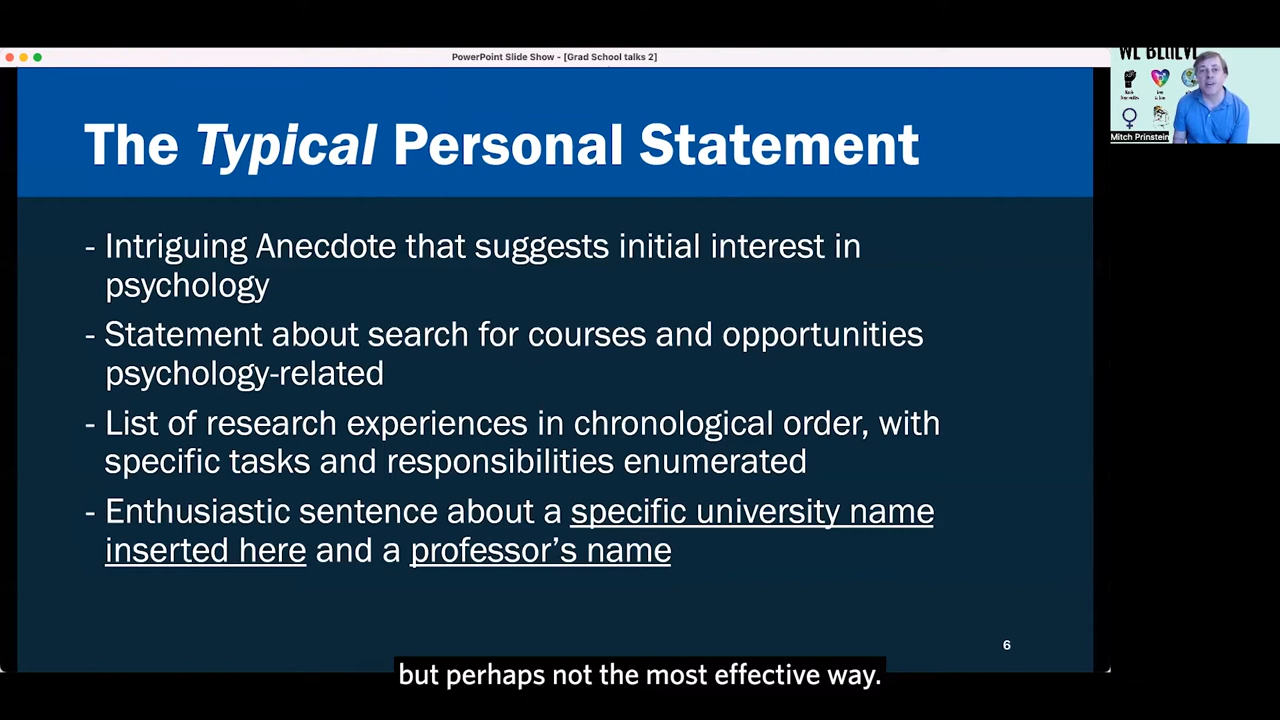 PowerPoint Slide Show - [Grad School talks 2]
WE BELIEVE
Mitch Prinstein
The Typical Personal Statement
- Intriguing Anecdote that suggests initial interest in
psychology
- Statement about search for courses and opportunities
psychology-related
- List of research experiences in chronological order, with
specific tasks and responsibilities enumerated
- Enthusiastic sentence about a specific university name
inserted here and a professor's name
6
but perhaps not the most effective way.